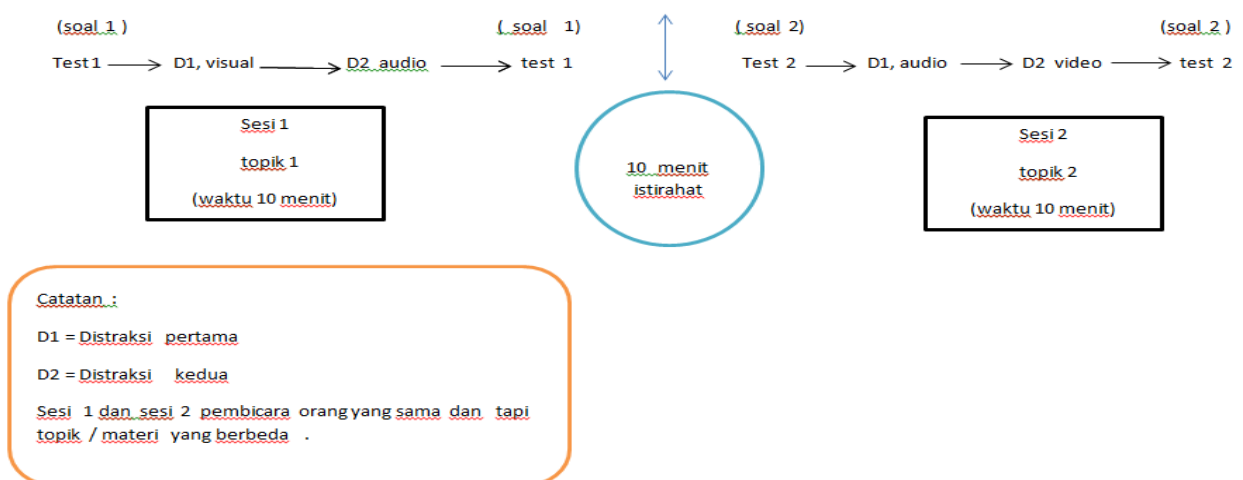 (soal 1 ) ( soal 1) ( soal 2) (soal 2 )
Test1 D1, visual D2 audio test 1 Test 2 D1, audio D2 video test 2
Sesi 1
topik 1
(waktu 10 menit)
10 menit
istirahat
Sesi 2
topik 2
(waktu 10 menit)
Catatan :
D1 = Distraksi pertama
D2 = Distraksi kedua
Sesi 1 dan sesi 2 pembicara orang yang sama dan tapi
topik / materi yang berbeda .